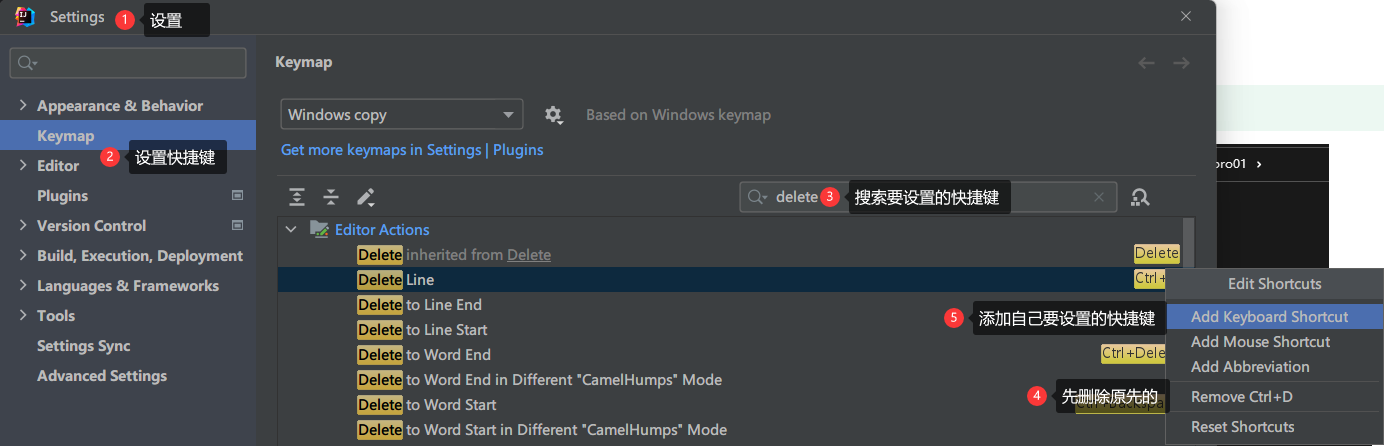 Settings
1 设置
Keymap
Appearance & Behavior
Keymap
2 设置快捷键
Editor
Plugins
Version Control
Build, Execution, Deployment
Languages & Frameworks
Tools
Settings Sync
Advanced Settings
Windows copy
Based on Windows keymap
Get more keymaps in Settings | Plugins
delete
3 搜索要设置的快捷键
pro01
Editor Actions
Delete inherited from Delete
Delete
Delete Line
Ctrl+
Delete to Line End
Delete to Line Start
Delete to Word End
Ctrl+Dele
Delete to Word End in Different "CamelHumps" Mode
Delete to Word Start
Delete to Word Start in Different "CamelHumps" Mode
Edit Shortcuts
5 添加自己要设置的快捷键
Add Keyboard Shortcut
Add Mouse Shortcut
Add Abbreviation
4 先删除原先的
Remove Ctrl+D
Reset Shortcuts